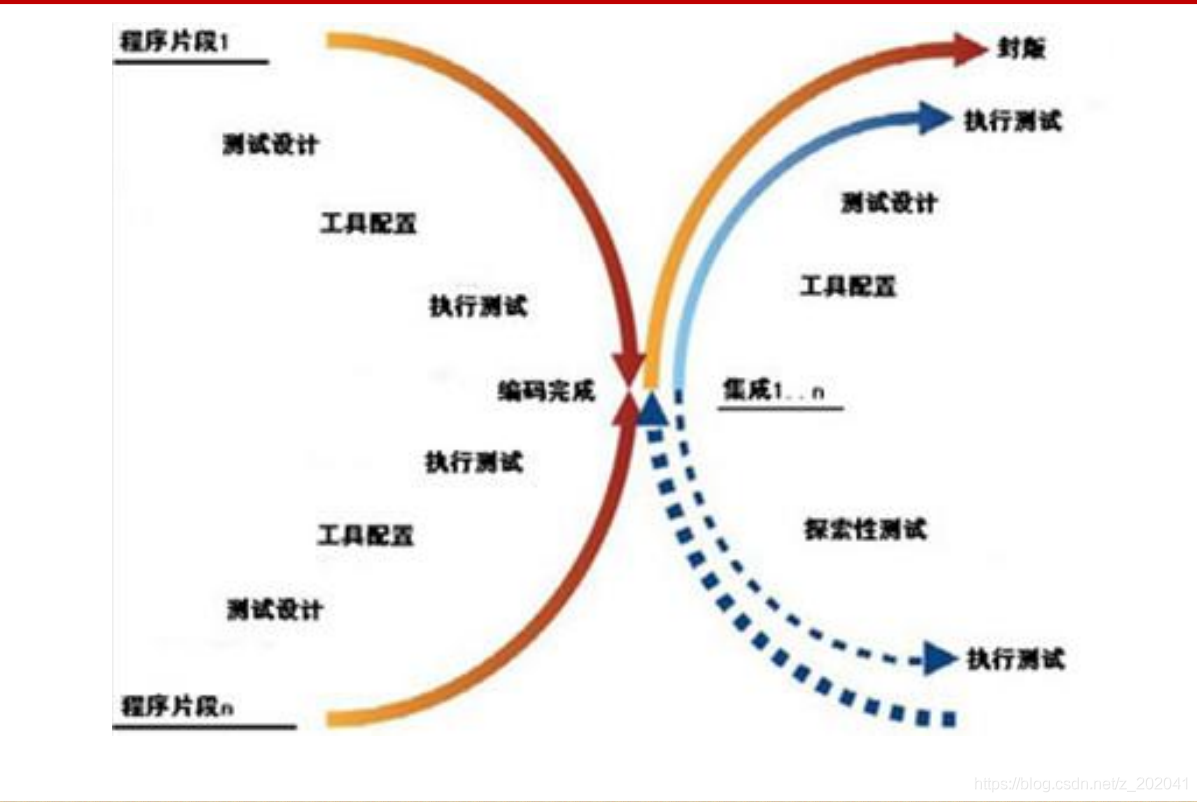 程序片段1
测试设计
工具配置
执行测试
编码完成
执行测试
工具配置
测试设计
程序片段n
封版
执行测试
测试设计
工具配置
集成1..n
探索性测试
执行测试
https://blog.csdn.net/z_202041